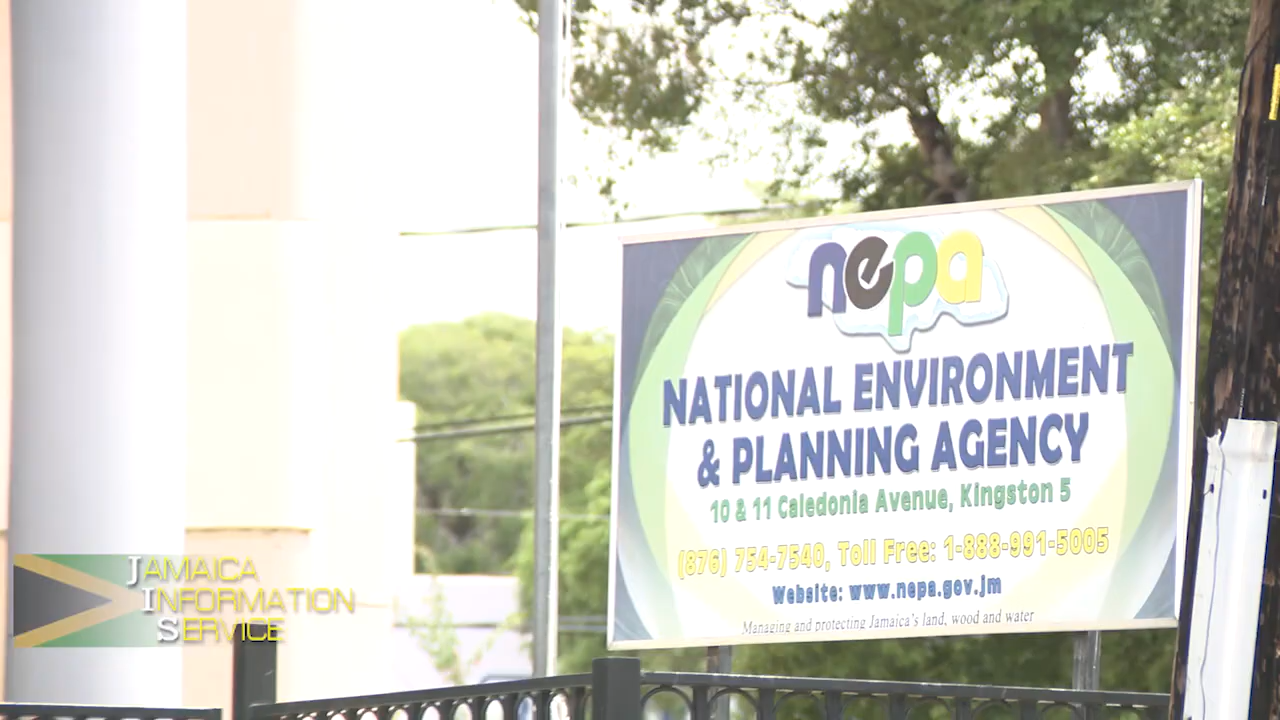 nepa
NATIONAL ENVIRONMENT
& PLANNING AGENCY
10 & 11 Caledonia Avenue, Kingston 5
(876) 754-7540, Toll Free: 1-888-991-5005
Website: www.nepa.gov.jm
Managing and protecting Jamaica's land, wood and water
JAMAICA
INFORMATION
SERVICE